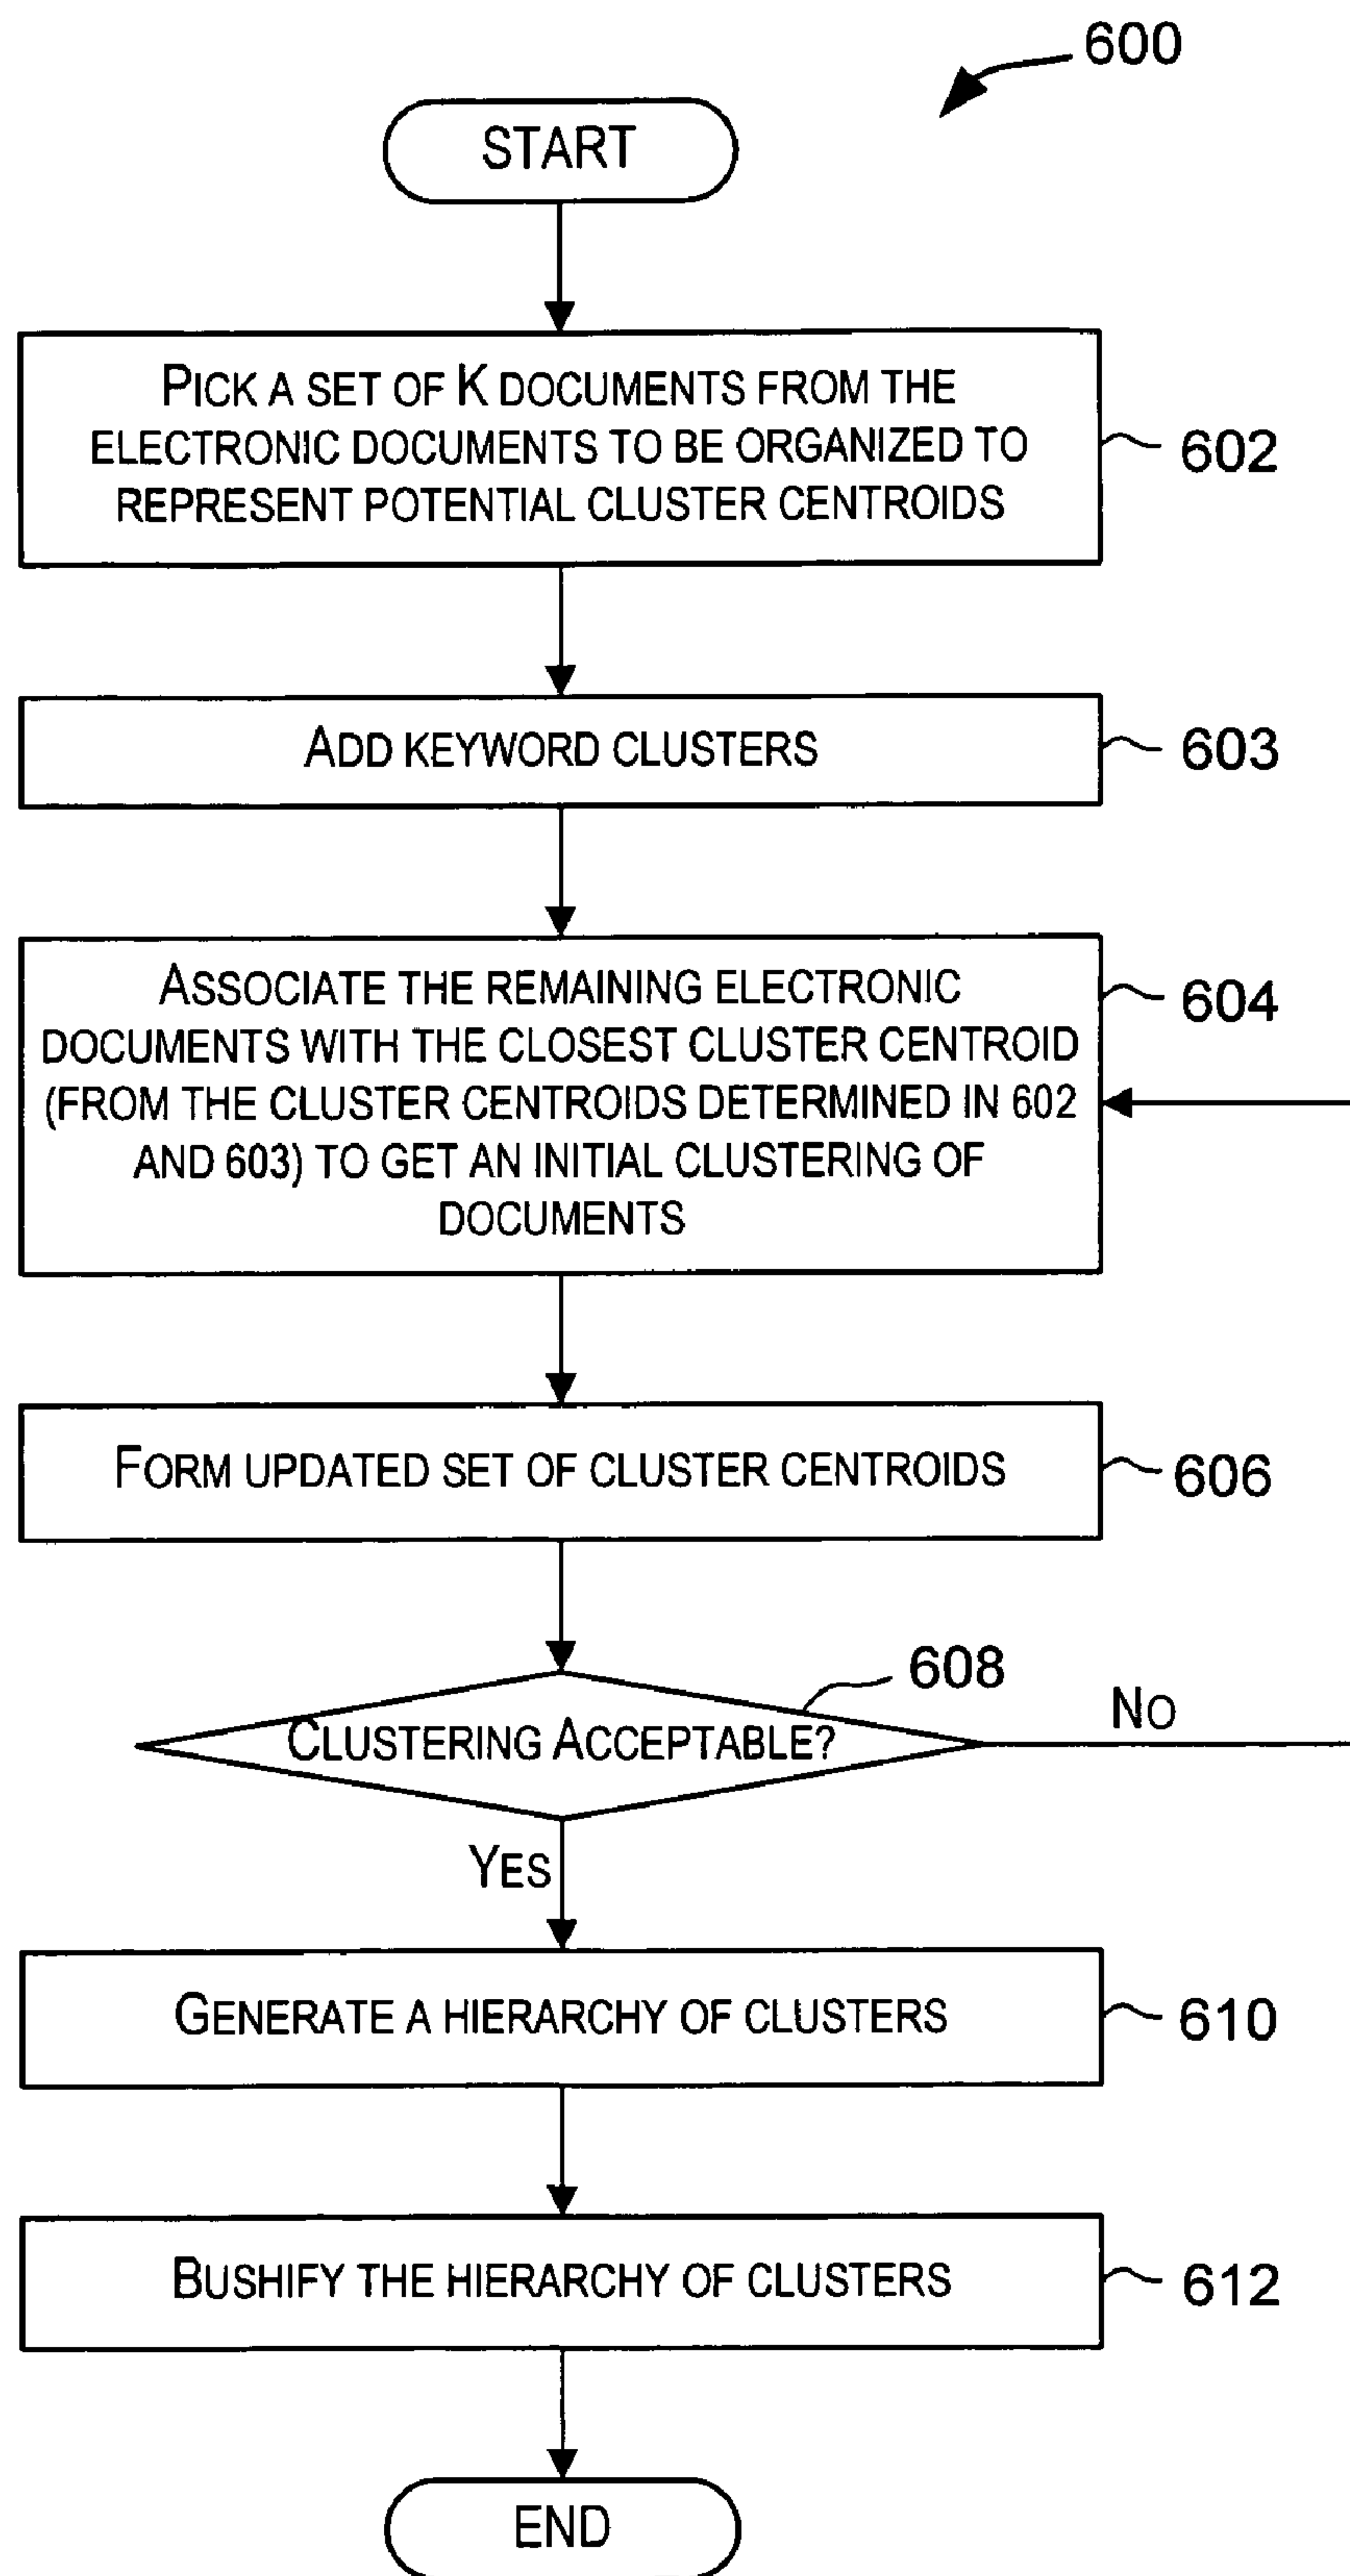 600
START
PICK A SET OF K DOCUMENTS FROM THE
ELECTRONIC DOCUMENTS TO BE ORGANIZED TO
REPRESENT POTENTIAL CLUSTER CENTROIDS
602
ADD KEYWORD CLUSTERS
603
ASSOCIATE THE REMAINING ELECTRONIC
DOCUMENTS WITH THE CLOSEST CLUSTER CENTROID
(FROM THE CLUSTER CENTROIDS DETERMINED IN 602
AND 603) TO GET AN INITIAL CLUSTERING OF
DOCUMENTS
604
FORM UPDATED SET OF CLUSTER CENTROIDS
606
608
CLUSTERING ACCEPTABLE?
NO
YES
GENERATE A HIERARCHY OF CLUSTERS
610
BUSHIFY THE HIERARCHY OF CLUSTERS
612
END